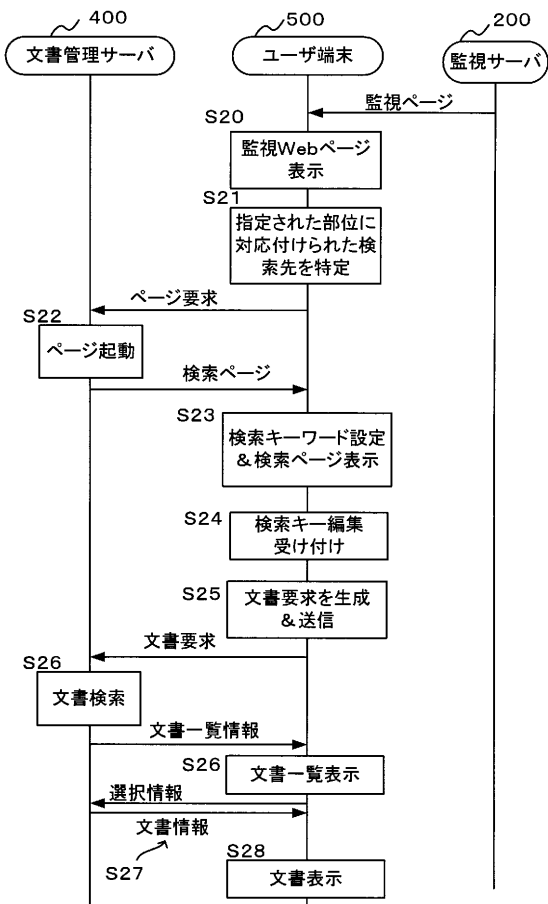 400
500
200
文書管理サーバ
ユーザ端末
監視サーバ
監視ページ
S20
監視Webページ
表示
S21
指定された部位に
対応付けられた検
索先を特定
ページ要求
S22
ページ起動
検索ページ
S23
検索キーワード設定
&検索ページ表示
S24
検索キー編集
受け付け
S25
文書要求を生成
&送信
文書要求
S26
文書検索
文書一覧情報
S26
文書一覧表示
選択情報
文書情報
S27
S28
文書表示